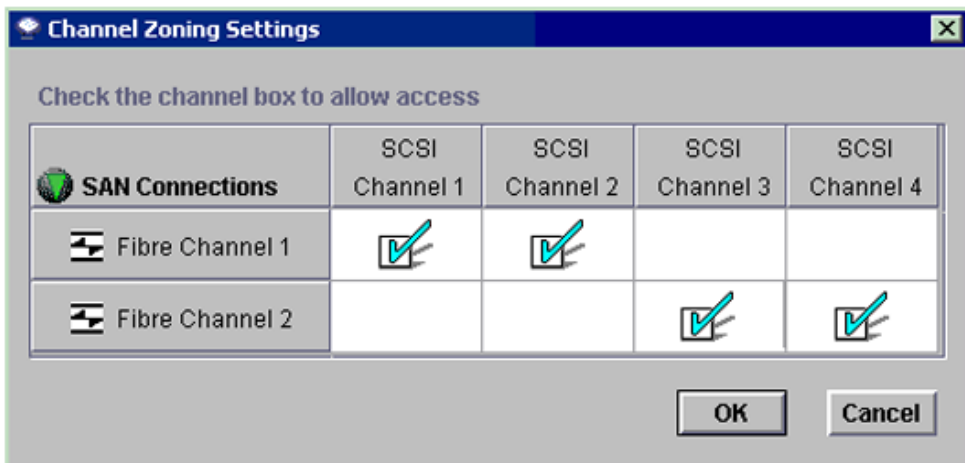 Channel Zoning Settings
Check the channel box to allow access
SAN Connections
SCSI Channel 1
SCSI Channel 2
SCSI Channel 3
SCSI Channel 4
Fibre Channel 1
Fibre Channel 2
OK
Cancel